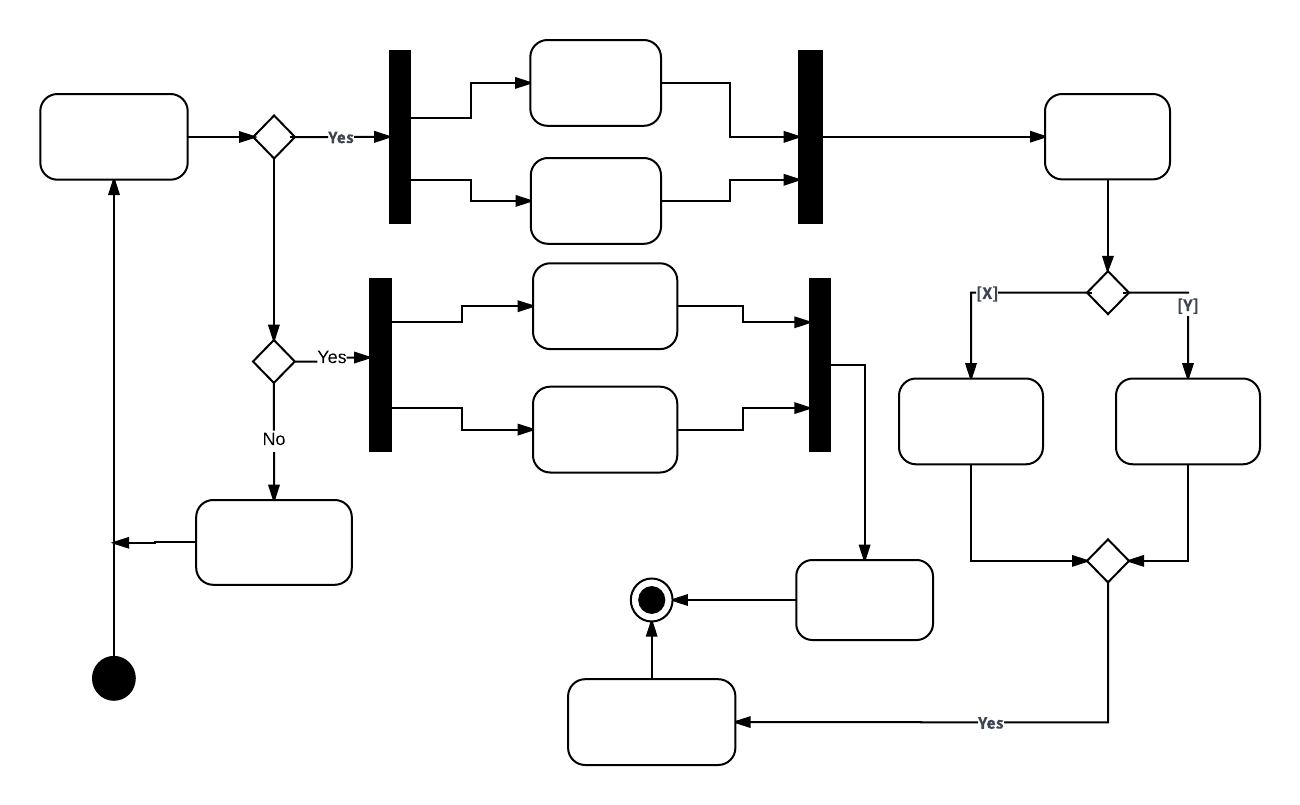 Yes
[X]
[Y]
Yes
No
Yes